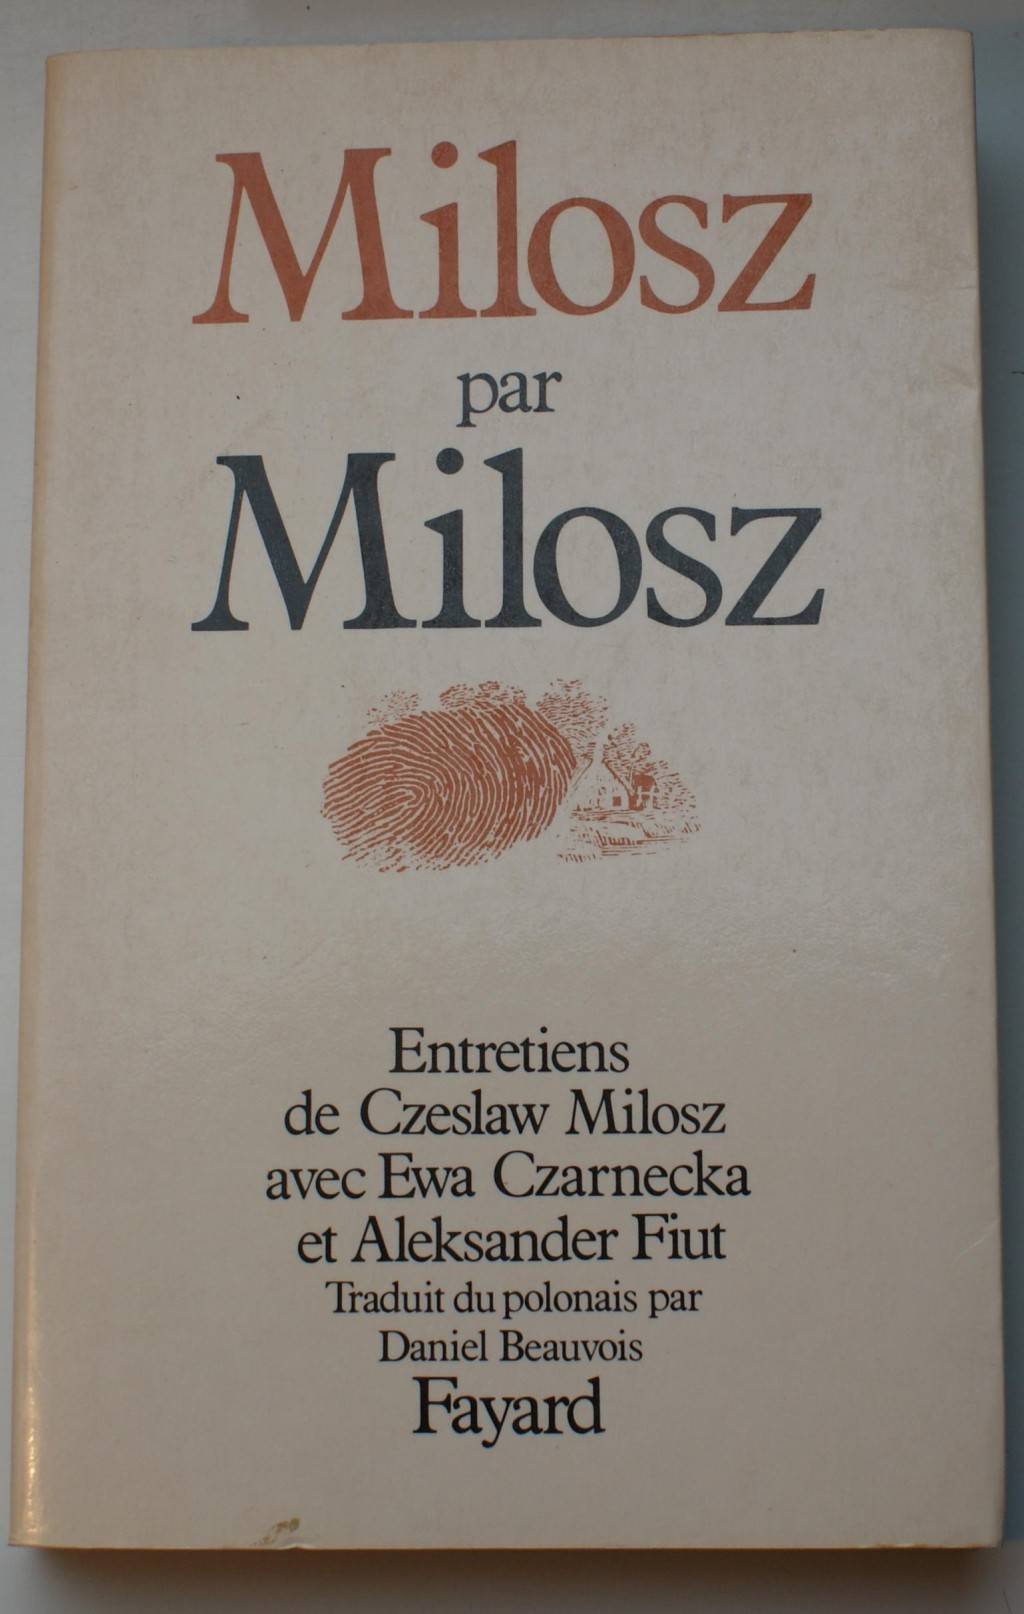 Milosz
par
Milosz
Entretiens
de Czeslaw Milosz
avec Ewa Czarnecka
et Aleksander Fiut
Traduit du polonais par
Daniel Beauvois
Fayard